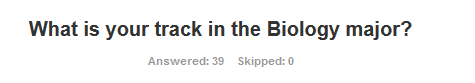 What is your track in the Biology major?
Answered: 39 Skipped: 0